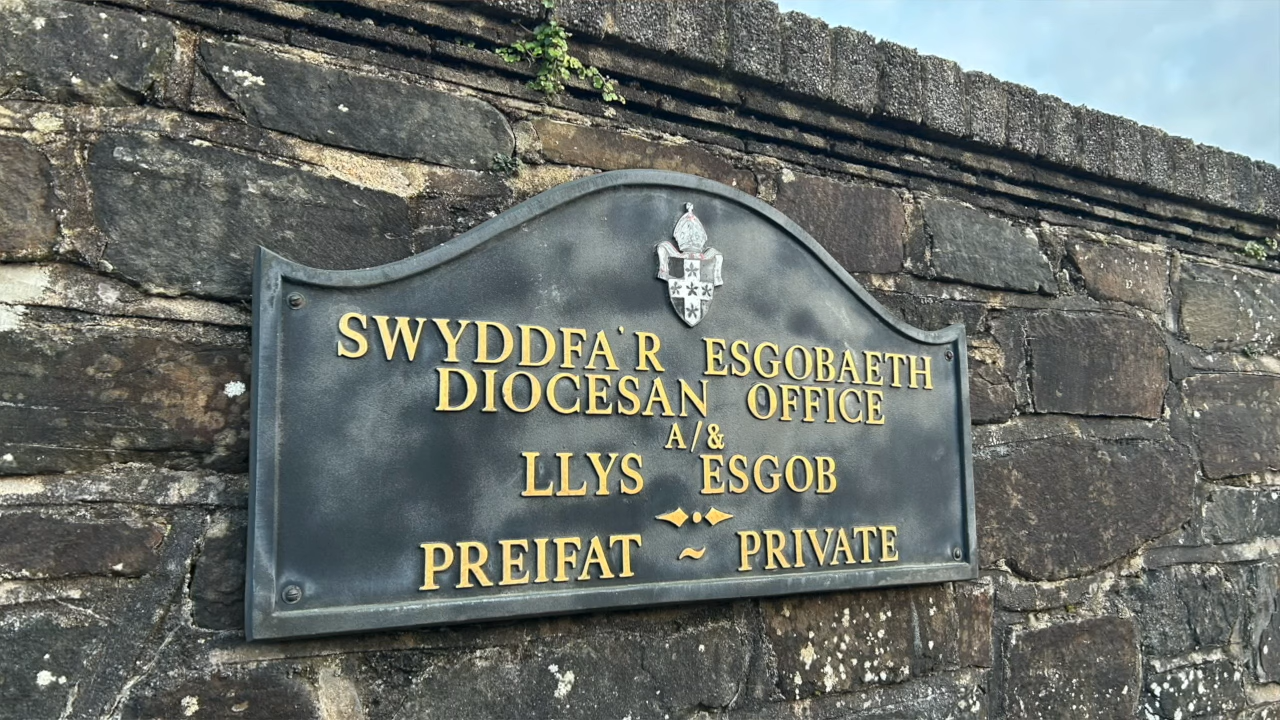 SWYDDFA'R ESGOBAETH
DIOCESAN OFFICE
A/&
LLYS ESGOB
PREIFAT ~ PRIVATE